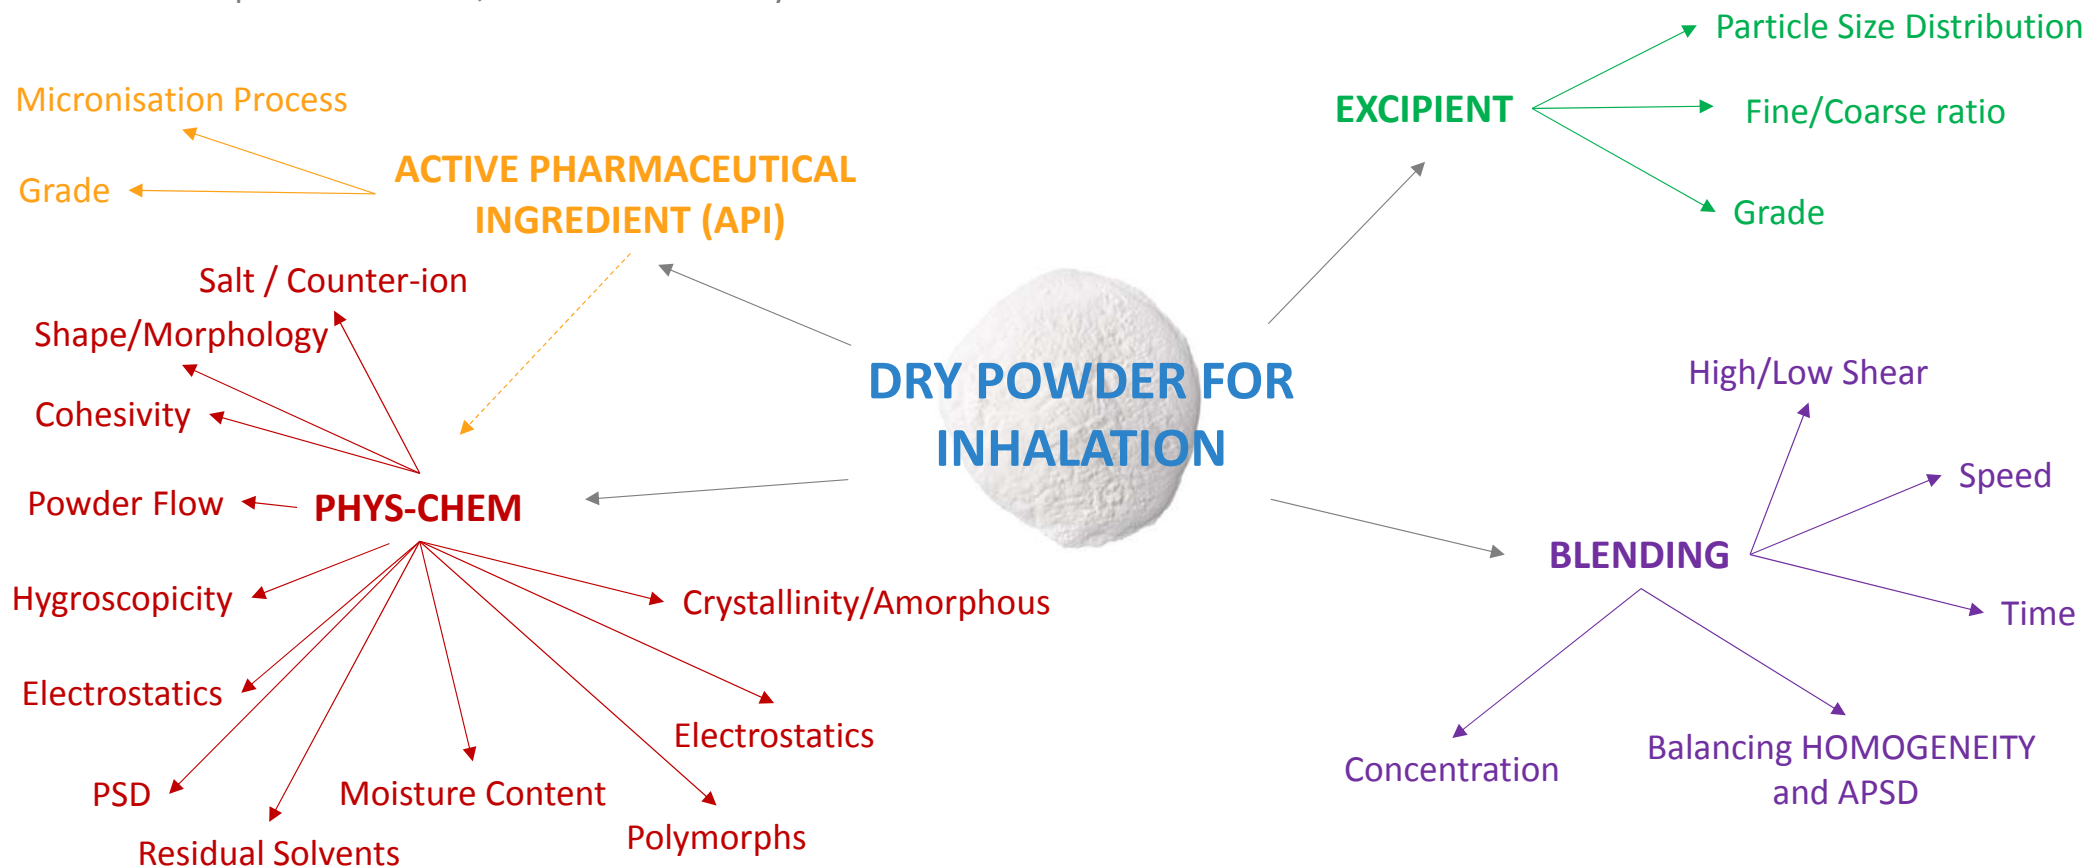 Particle Size Distribution
Micronisation Process
EXCIPIENT
Fine/Coarse ratio
ACTIVE PHARMACEUTICAL
INGREDIENT (API)
Grade
Grade
Salt / Counter-ion
Shape/Morphology
DRY POWDER FOR
INHALATION
High/Low Shear
Cohesivity
Speed
Powder Flow
PHYS-CHEM
BLENDING
Hygroscopicity
Crystallinity/Amorphous
Time
Electrostatics
Electrostatics
Balancing HOMOGENEITY
and APSD
Concentration
PSD
Moisture Content
Polymorphs
Residual Solvents